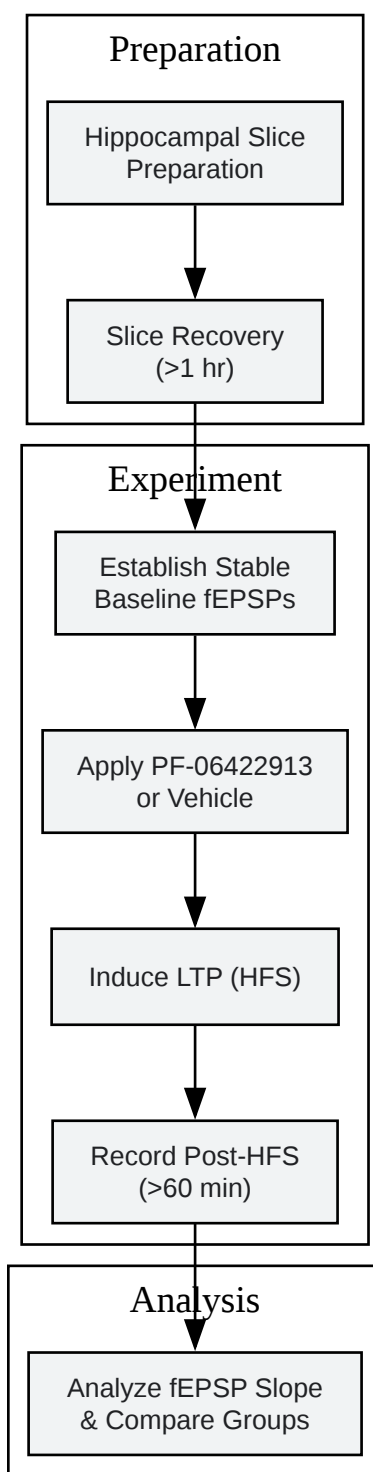 Preparation
Hippocampal Slice
Preparation
Slice Recovery
(>1 hr)
Experiment
Establish Stable
Baseline fEPSPs
Apply PF-06422913
or Vehicle
Induce LTP (HFS)
Record Post-HFS
(>60 min)
Analysis
Analyze fEPSP Slope
& Compare Groups